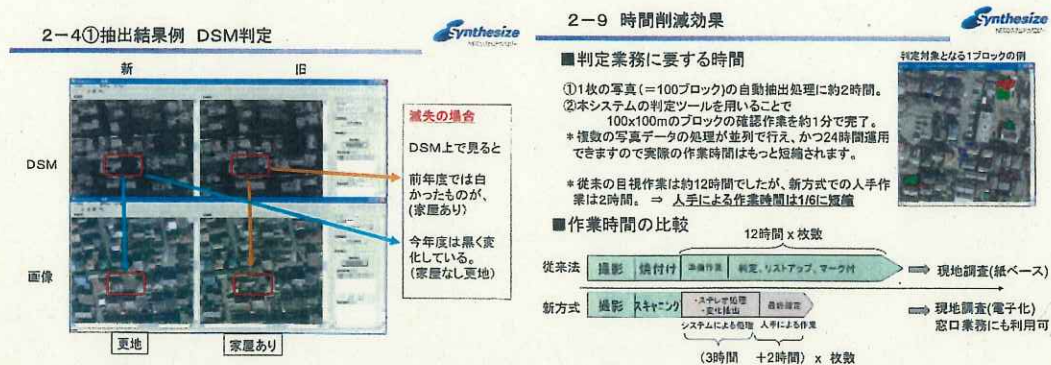 2-4①抽出結果例 DSM判定
Synthesize
新
旧
DSM
画像
更地
家屋あり
滅失の場合
DSM上で見ると
前年度では白
かったものが、
(家屋あり)
今年度は黒く変
化している。
(家屋なし更地)
2-9 時間削減効果
Synthesize
■判定業務に要する時間
①1枚の写真(=100ブロック)の自動抽出処理に約2時間。
②本システムの判定ツールを用いることで
100x100mのブロックの確認作業を約1分で完了。
*複数の写真データの処理が並列で行え、かつ24時間運用
できますので実際の作業時間はもっと短縮されます。
*従来の目視作業は約12時間でしたが、新方式での人手作
業は2時間。 ⇒ 人手による作業時間は1/6に短縮
判定対象となる1ブロックの例
■作業時間の比較
12時間x枚数
従来法
撮影
焼付け
準備作業
判定、リストアップ、マーク付
現地調査(紙ベース)
新方式
撮影
スキャニング
・ステレオ処理
・変化抽出
最終確定
現地調査(電子化)
窓口業務にも利用可
システムによる処理
人手による作業
(3時間 +2時間) x 枚数